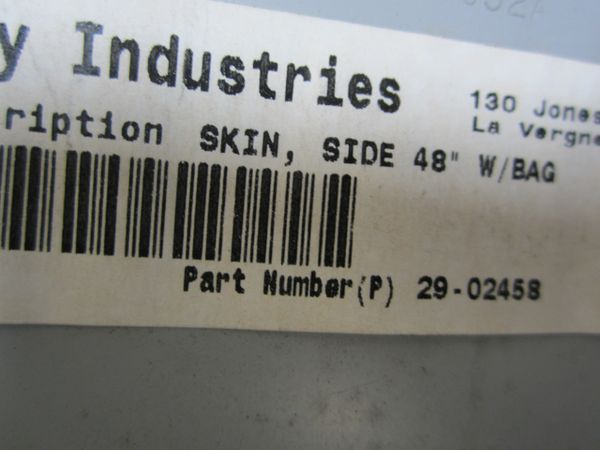 y Industries
130 Jones
La Vergne
ription SKIN, SIDE 48" W/BAG
Part Number(P) 29-02458